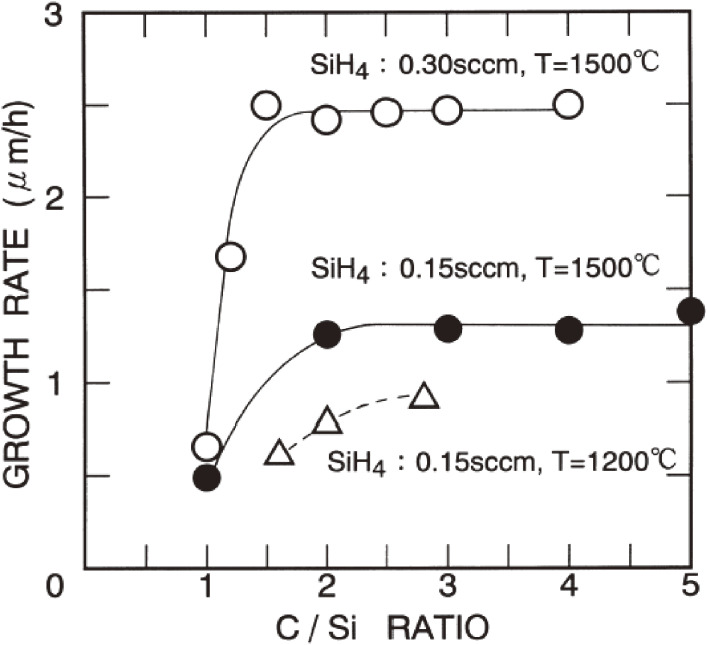 3
SiH4 : 0.30sccm, T=1500℃
2
SiH4 : 0.15sccm, T=1500℃
1
SiH4 : 0.15sccm, T=1200℃
0
1 2 3 4 5
C / Si RATIO
GROWTH RATE (μm/h)